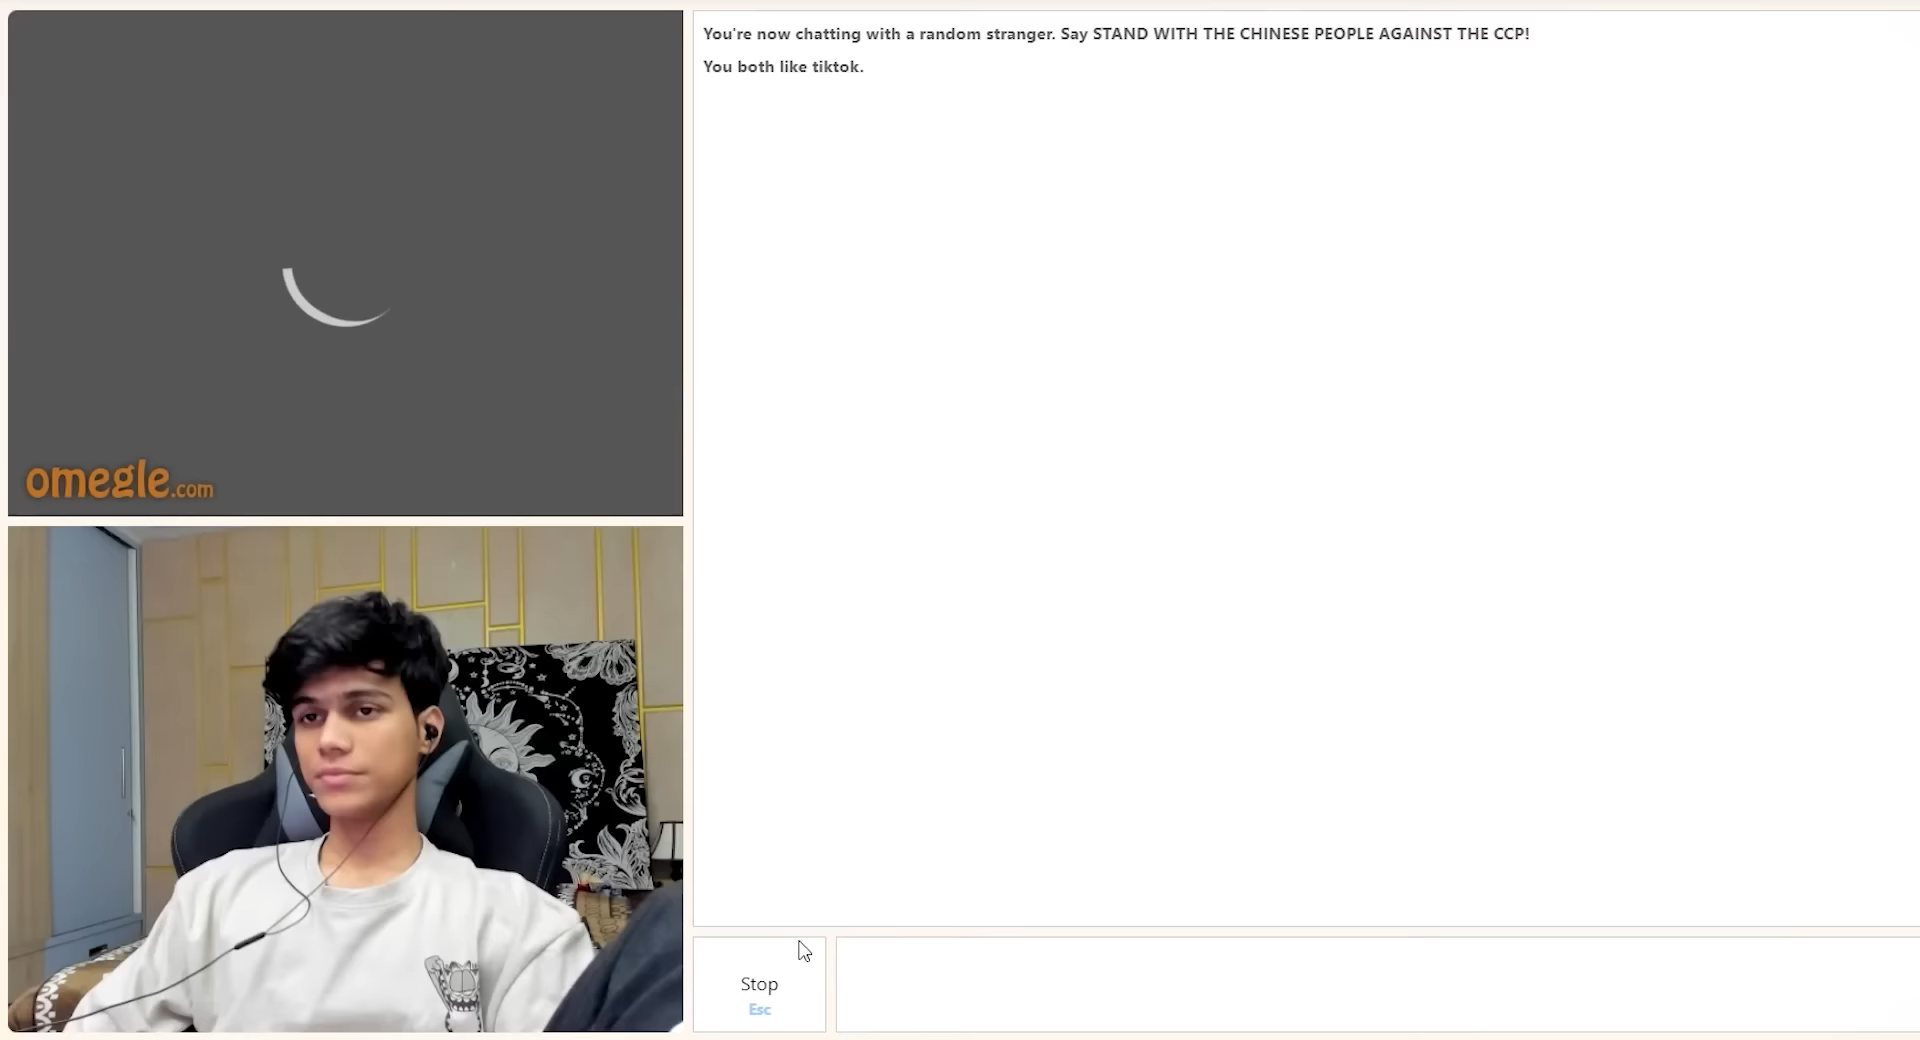 You're now chatting with a random stranger. Say STAND WITH THE CHINESE PEOPLE AGAINST THE CCP!
You both like tiktok.
omegle.com
Stop
Esc